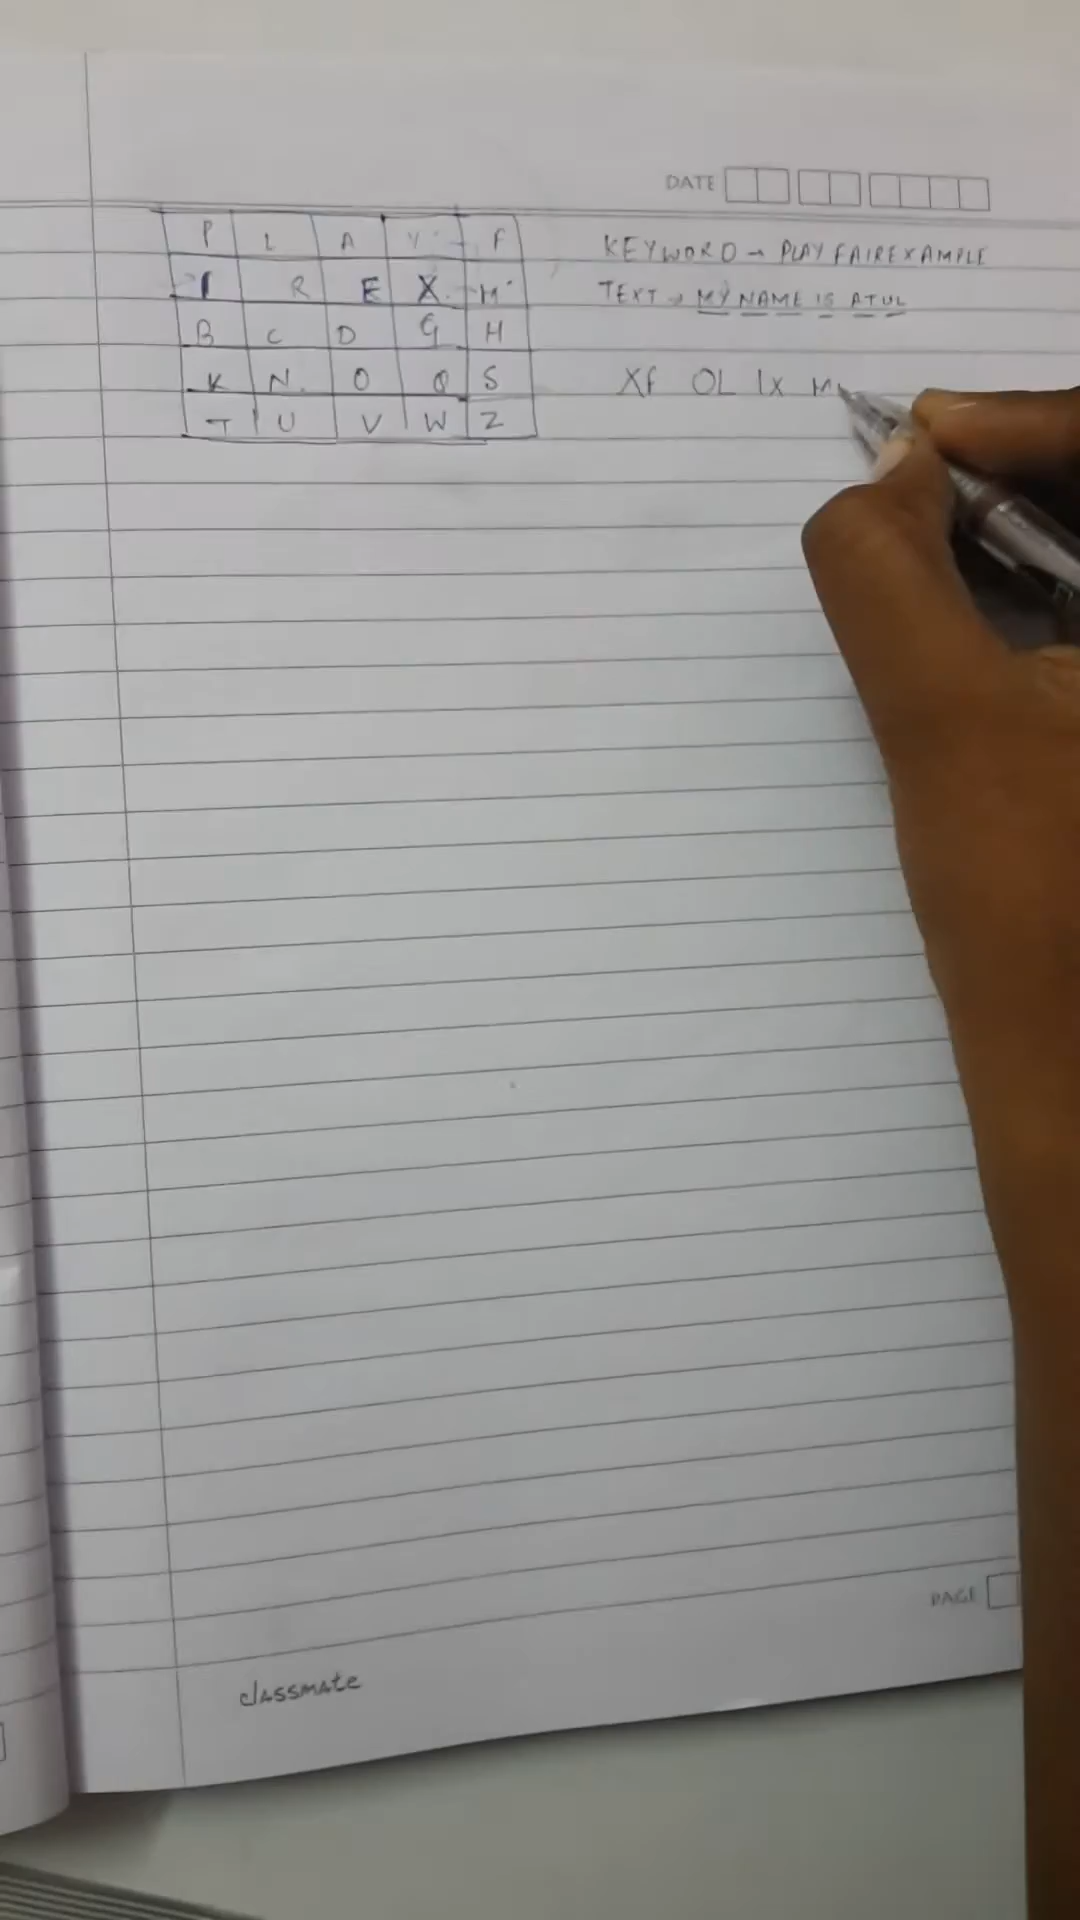 DATE
P L A Y F
I R E X M
B C D G H
K N O Q S
T U V W Z
KEYWORD → PLAYFAIREXAMPLE
TEXT → MY NAME IS ATUL
XF OL IX M
PAGE
classmate